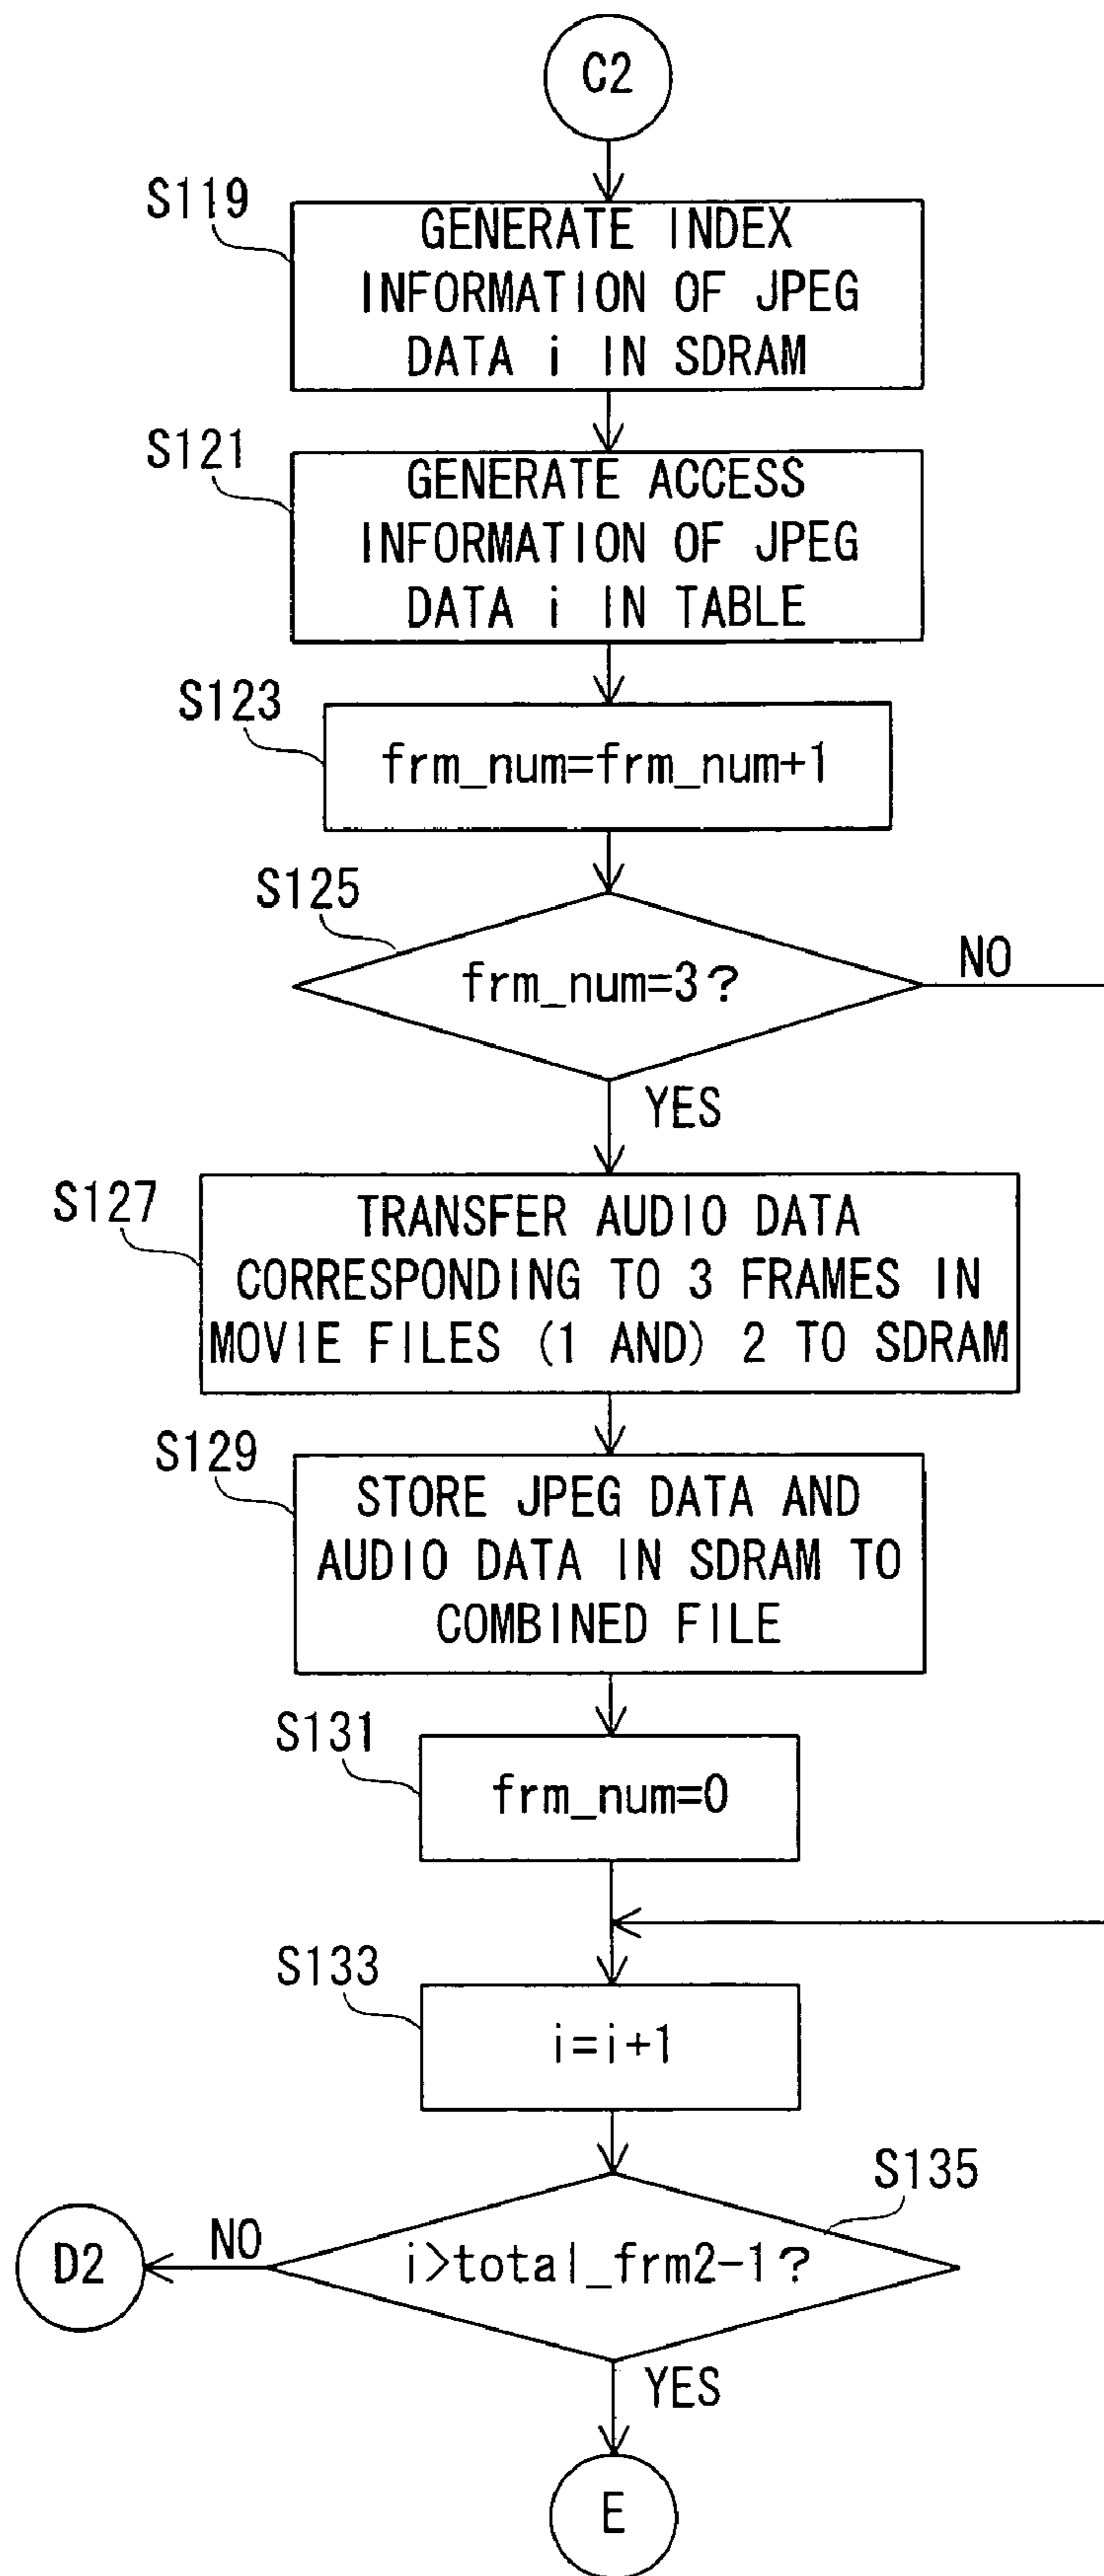 C2
S119
GENERATE INDEX
INFORMATION OF JPEG
DATA i IN SDRAM
S121
GENERATE ACCESS
INFORMATION OF JPEG
DATA i IN TABLE
S123
frm_num=frm_num+1
S125
frm_num=3?
NO
YES
S127
TRANSFER AUDIO DATA
CORRESPONDING TO 3 FRAMES IN
MOVIE FILES (1 AND) 2 TO SDRAM
S129
STORE JPEG DATA AND
AUDIO DATA IN SDRAM TO
COMBINED FILE
S131
frm_num=0
S133
i=i+1
S135
D2
NO
i>total_frm2-1?
YES
E